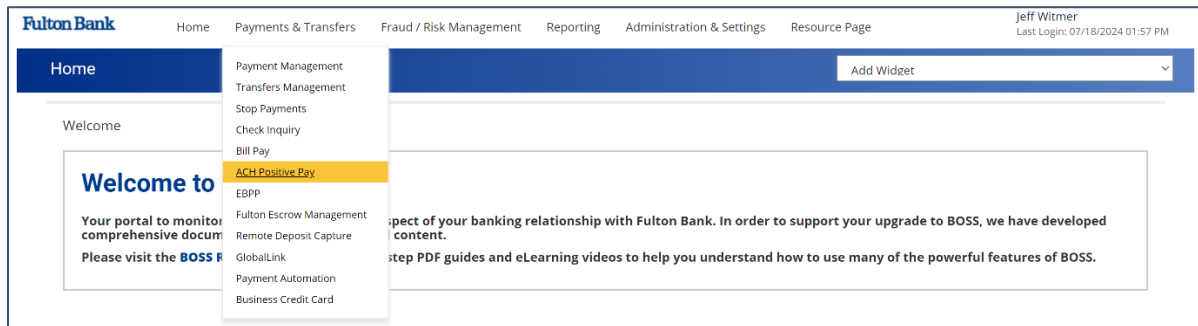 Fulton Bank
Home Payments & Transfers Fraud / Risk Management Reporting Administration & Settings Resource Page
Jeff Witmer
Last Login: 07/18/2024 01:57 PM
Home
Add Widget
Payment Management
Transfers Management
Stop Payments
Check Inquiry
Bill Pay
ACH Positive Pay
EBPP
Fulton Escrow Management
Remote Deposit Capture
GlobalLink
Payment Automation
Business Credit Card
Welcome
Welcome to
Your portal to monitor spect of your banking relationship with Fulton Bank. In order to support your upgrade to BOSS, we have developed
comprehensive docum content.
Please visit the BOSS R step PDF guides and eLearning videos to help you understand how to use many of the powerful features of BOSS.